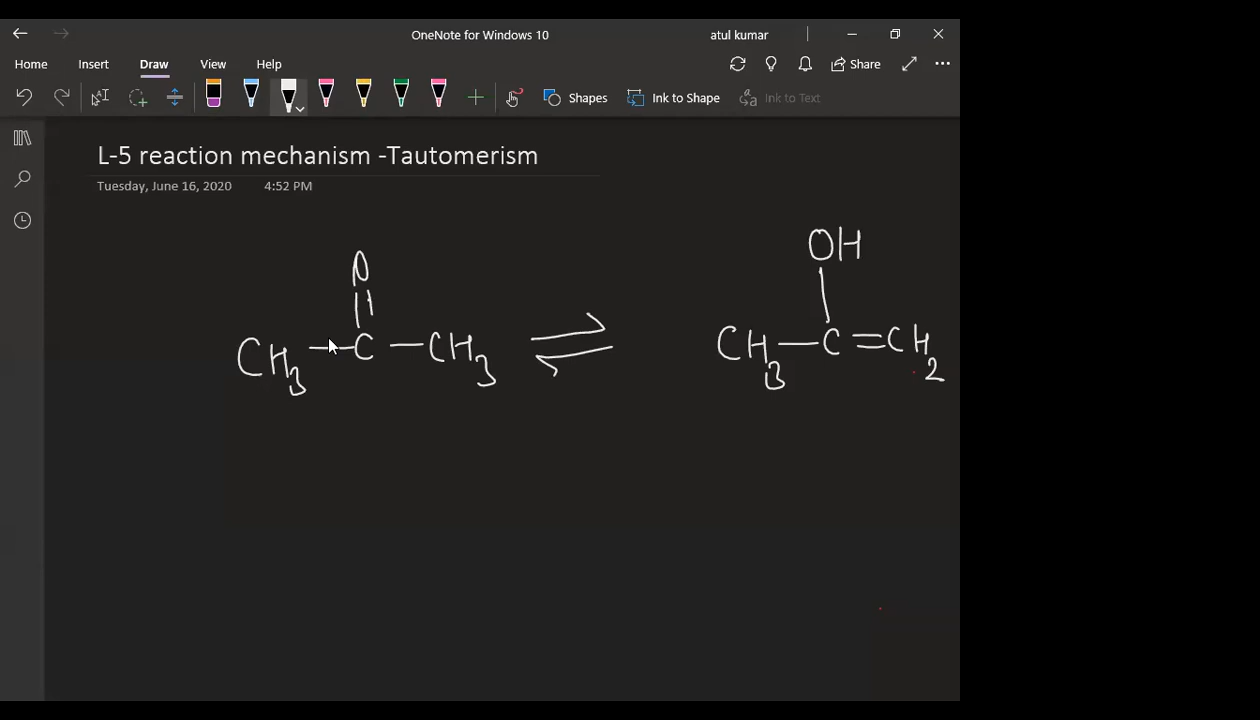 OneNote for Windows 10
atul kumar
Home Insert Draw View Help
Share
Shapes Ink to Shape Ink to Text
L-5 reaction mechanism -Tautomerism
Tuesday, June 16, 2020 4:52 PM
O OH
CH3 — C — CH3 ⇌ CH3 — C = CH2